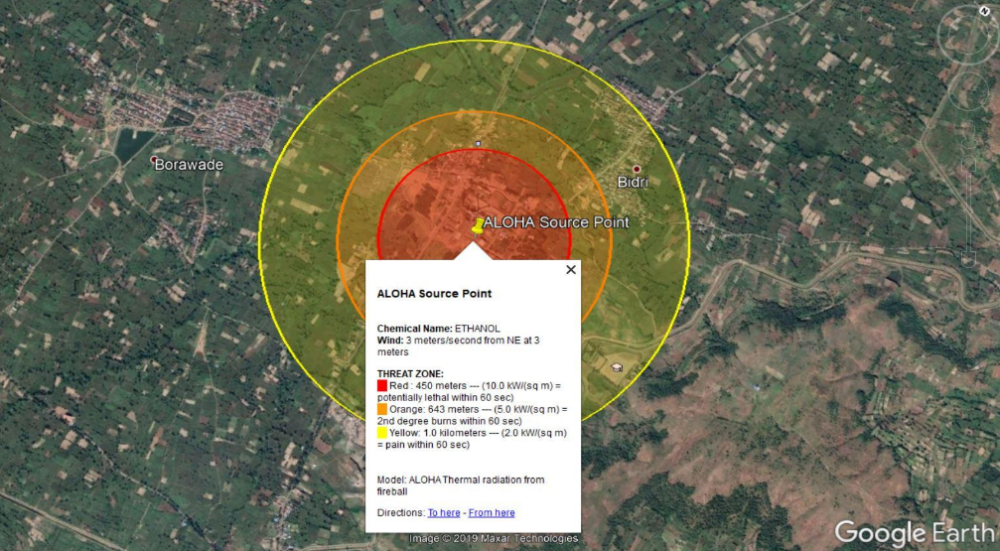 N
Borawade
Bidri
ALOHA Source Point
ALOHA Source Point
Chemical Name: ETHANOL
Wind: 3 meters/second from NE at 3
meters
THREAT ZONE:
Red : 450 meters --- (10.0 kW/(sq m) =
potentially lethal within 60 sec)
Orange: 643 meters --- (5.0 kW/(sq m) =
2nd degree burns within 60 sec)
Yellow: 1.0 kilometers --- (2.0 kW/(sq m)
= pain within 60 sec)
Model: ALOHA Thermal radiation from
fireball
Directions: To here - From here
Image © 2019 Maxar Technologies
Google Earth